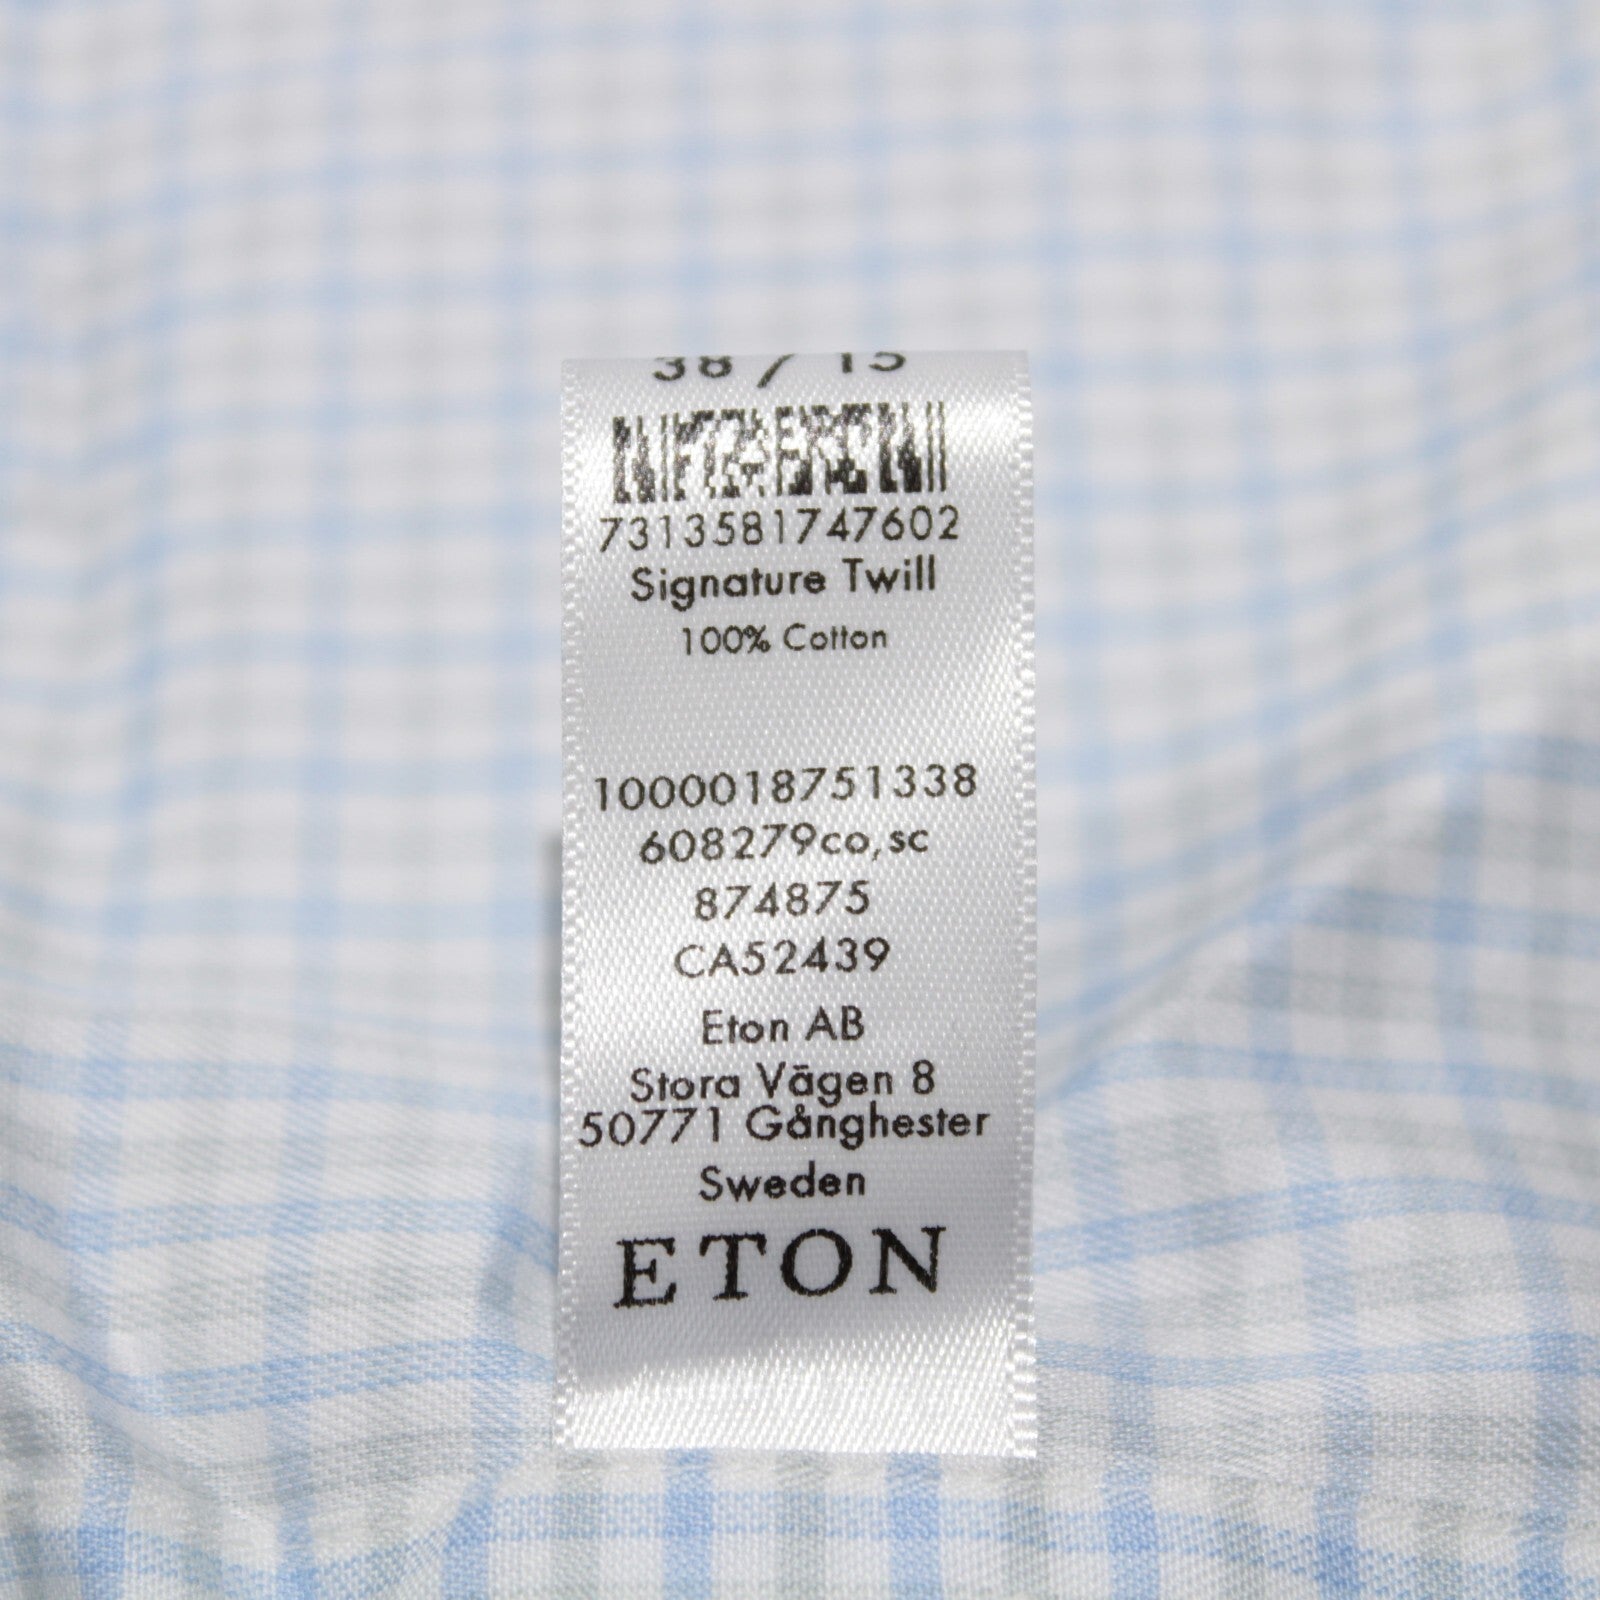 38 / 15
7313581747602
Signature Twill
100% Cotton
1000018751338
608279co,sc
874875
CA52439
Eton AB
Stora Vägen 8
50771 Gånghester
Sweden
ETON